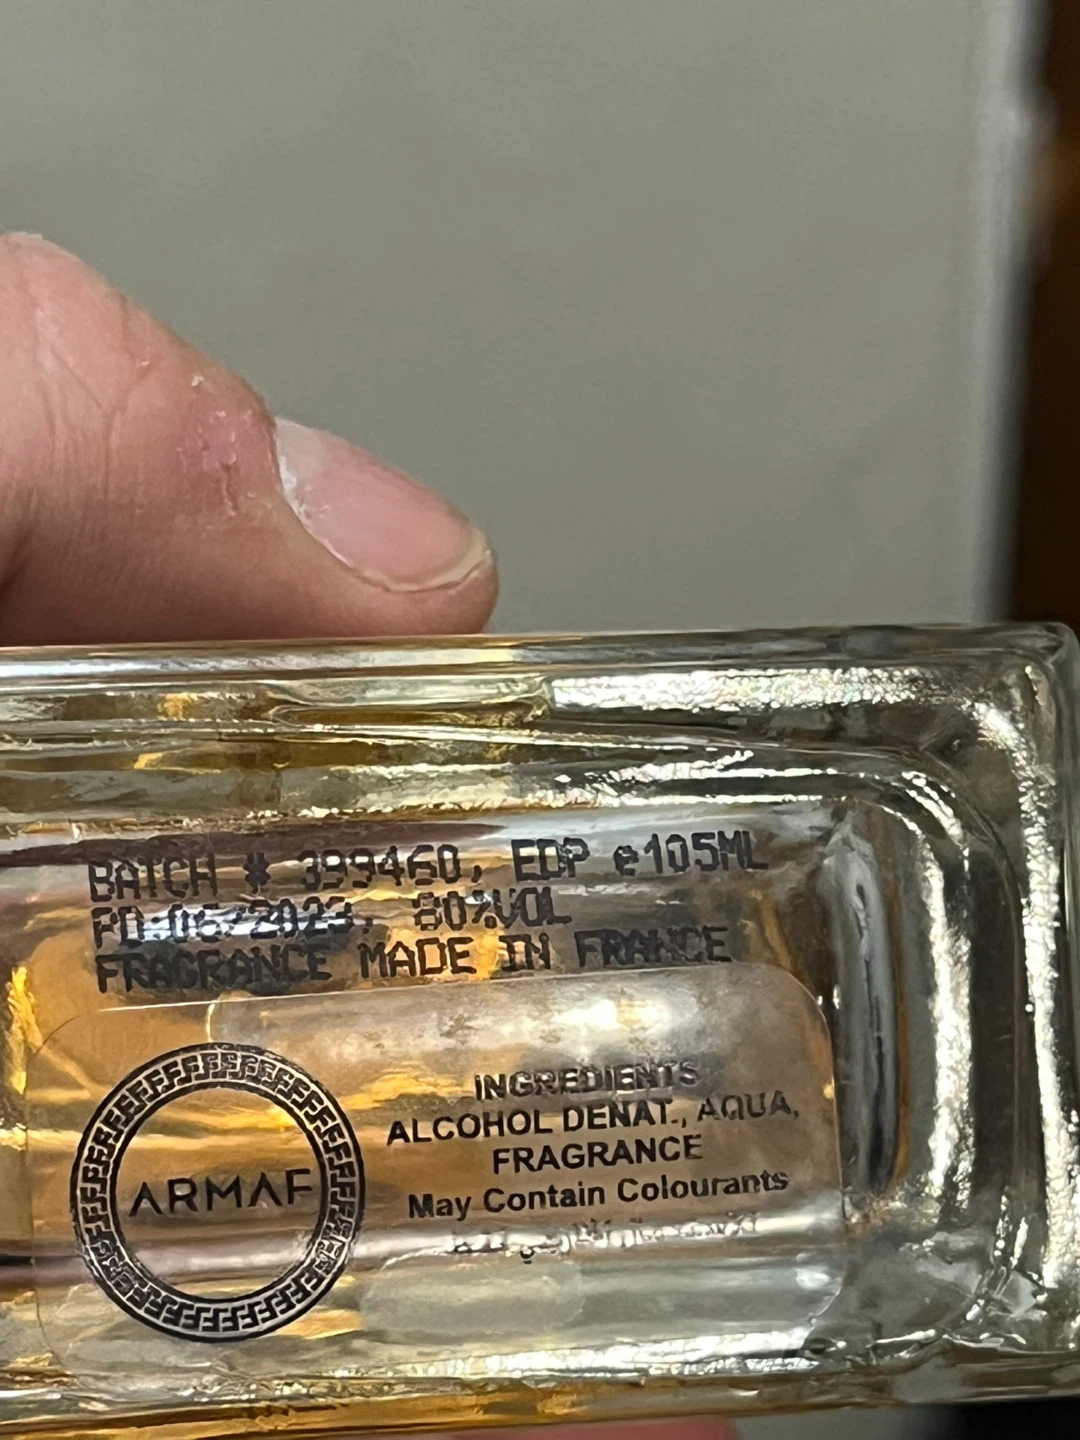 BATCH # 399460, EDP e105ML
PD:06/2023, 80%VOL
FRAGRANCE MADE IN FRANCE
ARMAF
INGREDIENTS
ALCOHOL DENAT., AQUA,
FRAGRANCE
May Contain Colourants